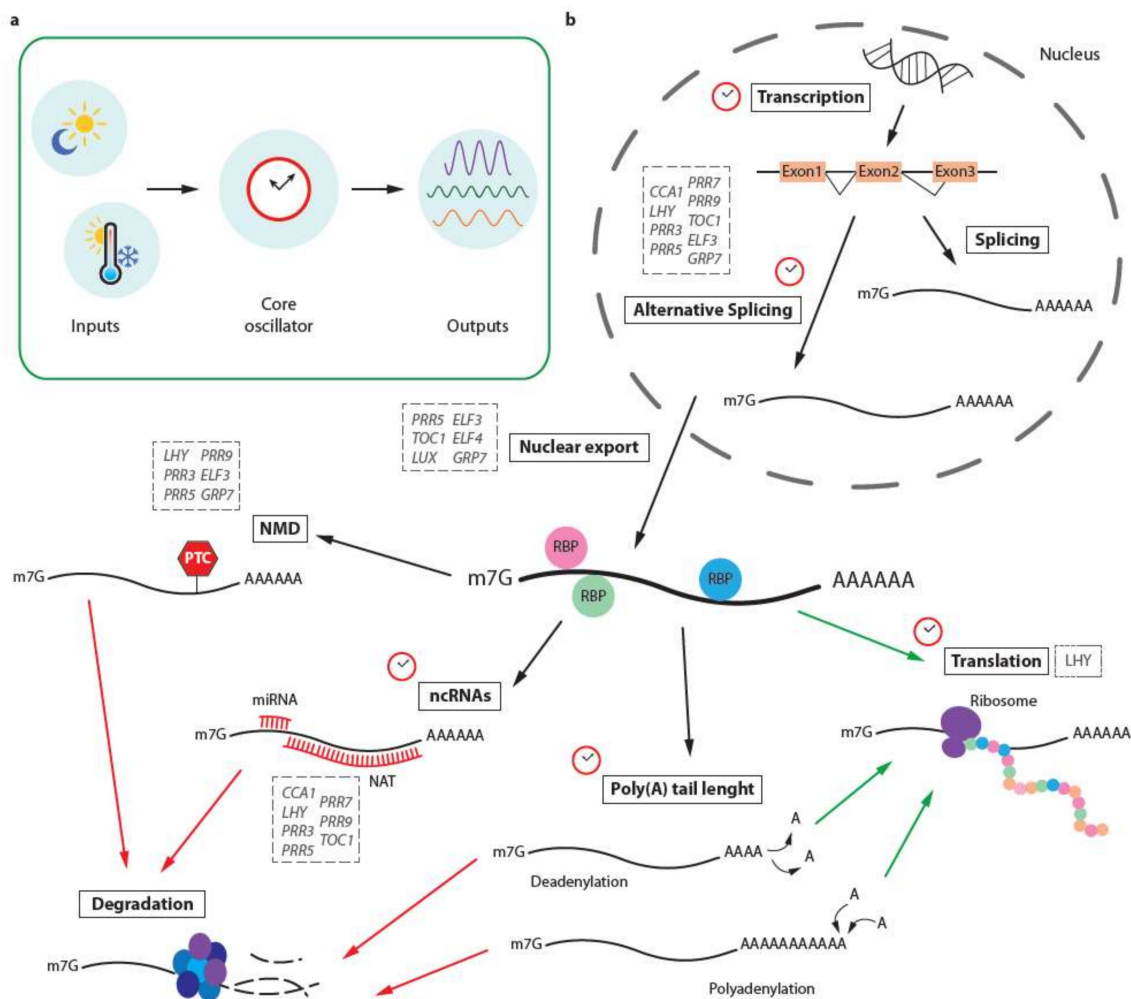 a
Inputs
Core
oscillator
Outputs
b
Nucleus
Transcription
Exon1 Exon2 Exon3
CCA1 PRR7
LHY PRR9
PRR3 TOC1
PRR5 ELF3
GRP7
Splicing
m7G AAAAAA
Alternative Splicing
m7G AAAAAA
PRR5 ELF3
TOC1 ELF4
LUX GRP7
Nuclear export
LHY PRR9
PRR3 ELF3
PRR5 GRP7
NMD
PTC
m7G AAAAAA
RBP
RBP
RBP
m7G AAAAAA
Translation
LHY
Ribosome
m7G AAAAAA
ncRNAs
miRNA
m7G AAAAAA
NAT
CCA1 PRR7
LHY PRR9
PRR3 TOC1
PRR5
Poly(A) tail lenght
m7G AAAA
A
A
Deadenylation
Degradation
m7G
A
A
m7G AAAAAAAAAAA
Polyadenylation